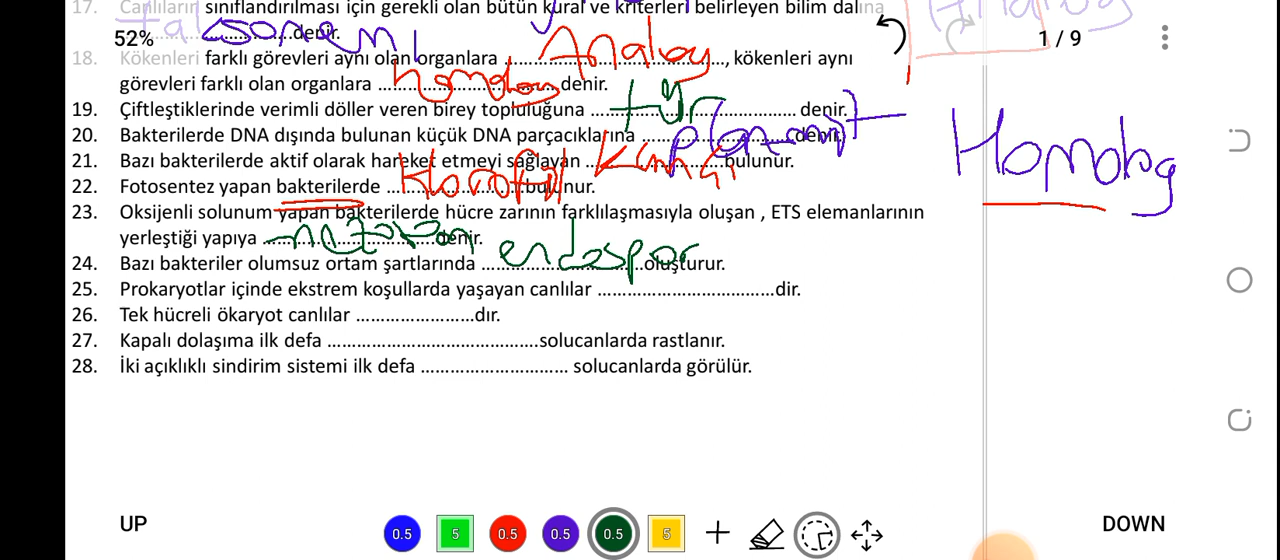 17. Canlıların sınıflandırılması için gerekli olan bütün kural ve kriterleri belirleyen bilim dalına
52% taksonomi denir. 1 / 9
18. Kökenleri farklı görevleri aynı olan organlara ... Analog ..., kökenleri aynı
görevleri farklı olan organlara ... homolog ... denir.
19. Çiftleştiklerinde verimli döller veren birey topluluğuna ... tür ... denir.
20. Bakterilerde DNA dışında bulunan küçük DNA parçacıklarına ... denir.
Homolog
21. Bazı bakterilerde aktif olarak hareket etmeyi sağlayan ... Kamçı ... bulunur.
22. Fotosentez yapan bakterilerde ... Klorofil ... bulunur.
23. Oksijenli solunum yapan bakterilerde hücre zarının farklılaşmasıyla oluşan , ETS elemanlarının
yerleştiği yapıya ... denir.
24. Bazı bakteriler olumsuz ortam şartlarında ... endospor ... oluşturur.
25. Prokaryotlar içinde ekstrem koşullarda yaşayan canlılar ....................................dir.
26. Tek hücreli ökaryot canlılar ........................dır.
27. Kapalı dolaşıma ilk defa ...........................................solucanlarda rastlanır.
28. İki açıklıklı sindirim sistemi ilk defa .............................. solucanlarda görülür.
UP 0.5 5 0.5 0.5 0.5 5 DOWN